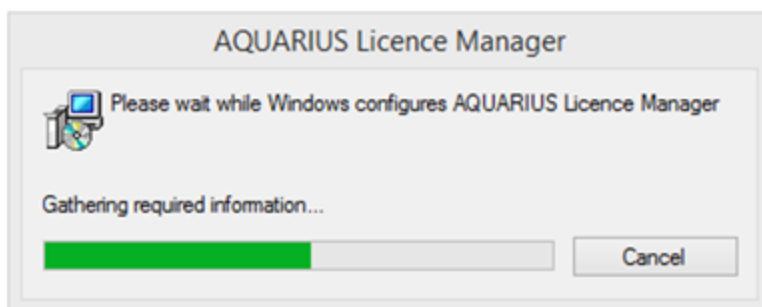 AQUARIUS Licence Manager
Please wait while Windows configures AQUARIUS Licence Manager
Gathering required information...
Cancel